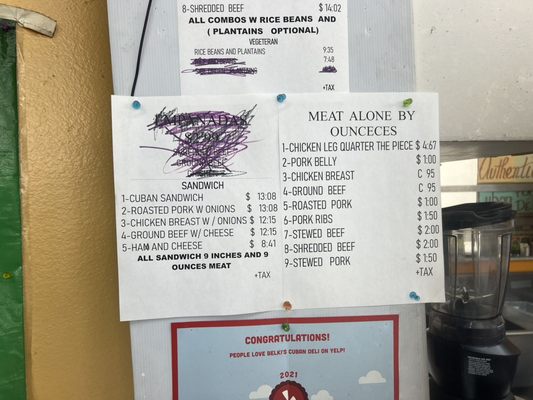 8-SHREDDED BEEF $ 14:02
ALL COMBOS W RICE BEANS AND
( PLANTAINS OPTIONAL)
VEGETERAN
RICE BEANS AND PLANTAINS 9:35
7:48
+TAX
EMPANADAS
SANDWICH
1-CUBAN SANDWICH $ 13:08
2-ROASTED PORK W ONIONS $ 13:08
3-CHICKEN BREAST W / ONIONS $ 12:15
4-GROUND BEEF W/ CHEESE $ 12:15
5-HAM AND CHEESE $ 8:41
ALL SANDWICH 9 INCHES AND 9
OUNCES MEAT
+TAX
MEAT ALONE BY
OUNCECES
1-CHICKEN LEG QUARTER THE PIECE $ 4:67
2-PORK BELLY $ 1:00
3-CHICKEN BREAST C 95
4-GROUND BEEF C 95
5-ROASTED PORK $ 1:00
6-PORK RIBS $ 1:50
7-STEWED BEEF $ 2:00
8-SHREDDED BEEF $ 2:00
9-STEWED PORK $ 1:50
+TAX
Authentic
CONGRATULATIONS!
PEOPLE LOVE BELKI'S CUBAN DELI ON YELP!
2021